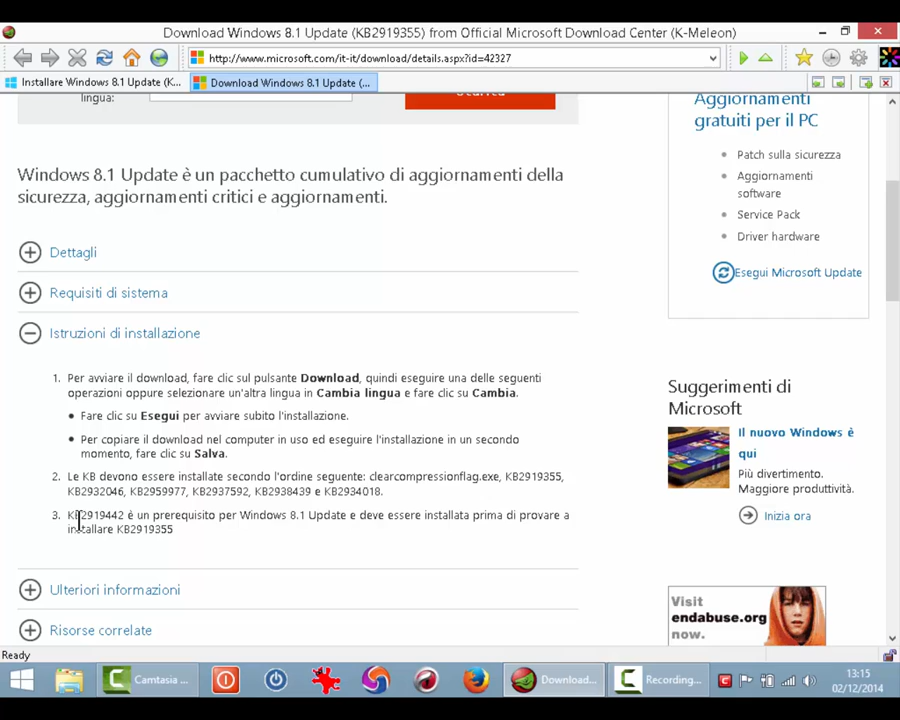 Download Windows 8.1 Update (KB2919355) from Official Microsoft Download Center (K-Meleon)
http://www.microsoft.com/it-it/download/details.aspx?id=42327
Installare Windows 8.1 Update (K...
Download Windows 8.1 Update (...
lingua:
Windows 8.1 Update è un pacchetto cumulativo di aggiornamenti della
sicurezza, aggiornamenti critici e aggiornamenti.
Dettagli
Requisiti di sistema
Istruzioni di installazione
1. Per avviare il download, fare clic sul pulsante Download, quindi eseguire una delle seguenti
operazioni oppure selezionare un'altra lingua in Cambia lingua e fare clic su Cambia.
• Fare clic su Esegui per avviare subito l'installazione.
• Per copiare il download nel computer in uso ed eseguire l'installazione in un secondo
momento, fare clic su Salva.
2. Le KB devono essere installate secondo l'ordine seguente: clearcompressionflag.exe, KB2919355,
KB2932046, KB2959977, KB2937592, KB2938439 e KB2934018.
3. KB2919442 è un prerequisito per Windows 8.1 Update e deve essere installata prima di provare a
installare KB2919355
Ulteriori informazioni
Risorse correlate
Aggiornamenti
gratuiti per il PC
• Patch sulla sicurezza
• Aggiornamenti
software
• Service Pack
• Driver hardware
Esegui Microsoft Update
Suggerimenti di
Microsoft
Il nuovo Windows è
qui
Più divertimento.
Maggiore produttività.
Inizia ora
Visit
endabuse.org
now.
Ready
Camtasia ...
Download...
Recording...
13:15
02/12/2014